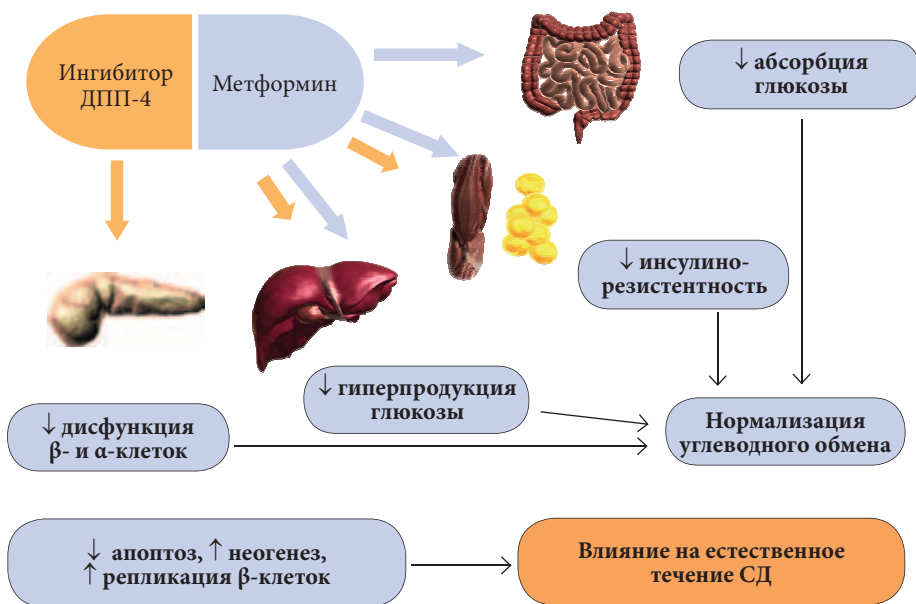 Ингибитор
ДПП-4
Метформин
↓ абсорбция
глюкозы
↓ инсулино-
резистентность
↓ гиперпродукция
глюкозы
↓ дисфункция
β- и α-клеток
Нормализация
углеводного обмена
↓ апоптоз, ↑ неогенез,
↑ репликация β-клеток
Влияние на естественное
течение СД